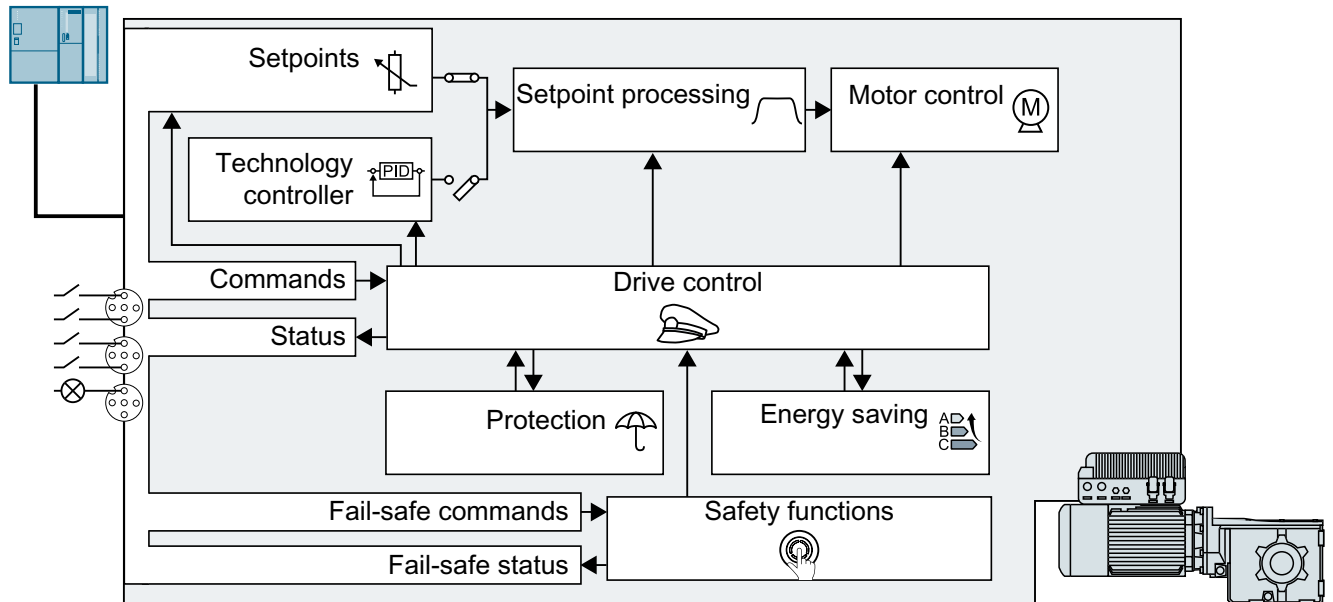 Setpoints
Setpoint processing
Motor control
M
Technology
controller
PID
Commands
Drive control
Status
Protection
Energy saving
A
B
C
Fail-safe commands
Safety functions
Fail-safe status